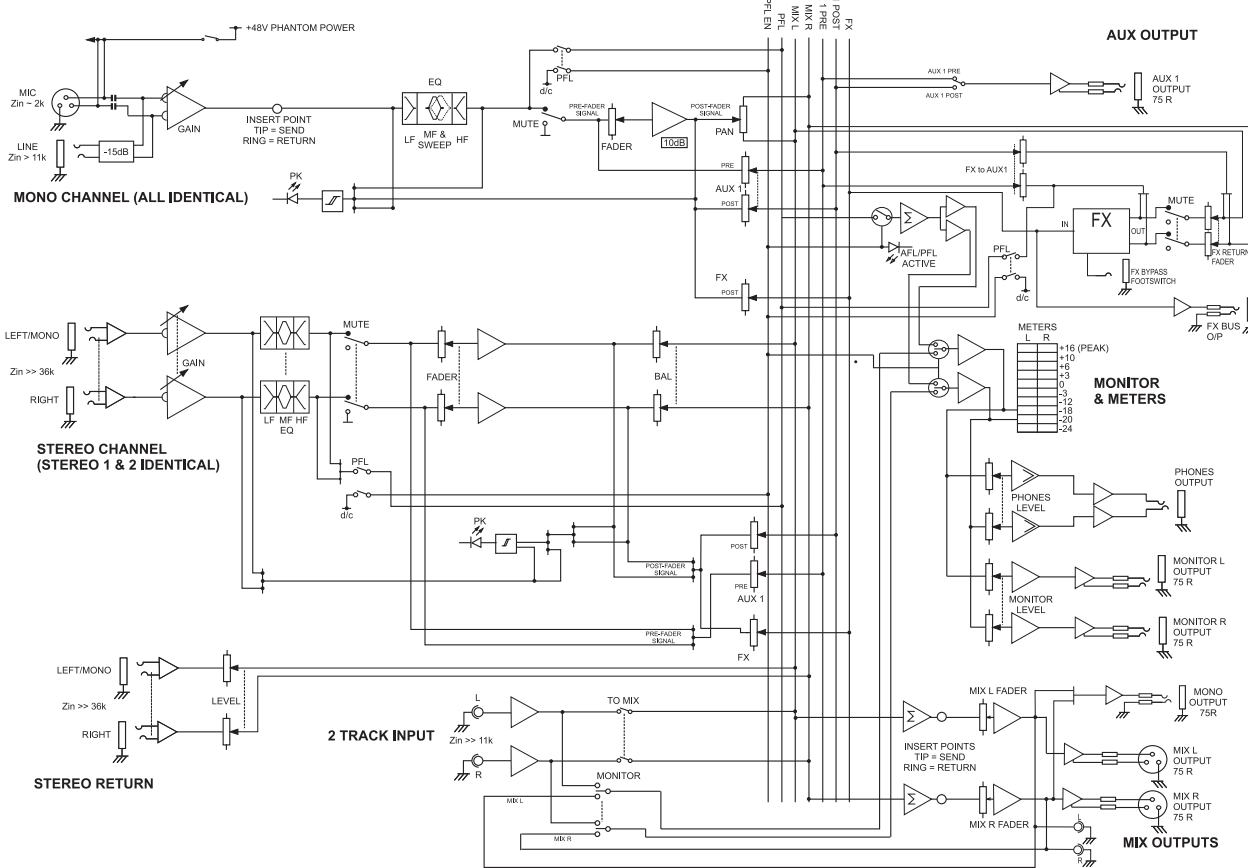 PFL EN
PFL
MIX L
MIX R
1 PRE
1 POST
FX
+48V PHANTOM POWER
MIC
Zin ~ 2k
GAIN
INSERT POINT
TIP = SEND
RING = RETURN
LINE
Zin > 11k
-15dB
EQ
LF
MF &
SWEEP
HF
PFL
d/c
MUTE
PRE-FADER
SIGNAL
FADER
10dB
POST-FADER
SIGNAL
PAN
PRE
AUX 1
POST
FX
POST
PK
MONO CHANNEL (ALL IDENTICAL)
AUX OUTPUT
AUX 1 PRE
AUX 1 POST
AUX 1
OUTPUT
75 R
FX to AUX1
MUTE
IN
FX
OUT
FX RETURN
FADER
FX BYPASS
FOOTSWITCH
PFL
d/c
AFL/PFL
ACTIVE
Σ
FX BUS
O/P
LEFT/MONO
Zin >> 36k
RIGHT
GAIN
LF MF HF
EQ
MUTE
FADER
BAL
STEREO CHANNEL
(STEREO 1 & 2 IDENTICAL)
PFL
d/c
PK
POST-FADER
SIGNAL
POST
PRE
AUX 1
PRE-FADER
SIGNAL
FX
METERS
L R
+16 (PEAK)
+10
+6
+3
0
-3
-12
-18
-20
-24
MONITOR
& METERS
PHONES
OUTPUT
PHONES
LEVEL
MONITOR L
OUTPUT
75 R
MONITOR
LEVEL
MONITOR R
OUTPUT
75 R
LEFT/MONO
Zin >> 36k
RIGHT
LEVEL
STEREO RETURN
2 TRACK INPUT
L
Zin >> 11k
R
TO MIX
MONITOR
MIX L
MIX R
Σ
MIX L FADER
INSERT POINTS
TIP = SEND
RING = RETURN
Σ
MIX R FADER
MONO
OUTPUT
75R
MIX L
OUTPUT
75 R
MIX R
OUTPUT
75 R
L
R
MIX OUTPUTS